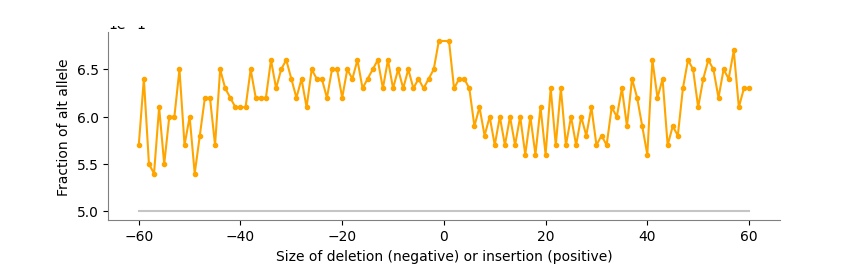 6.5
6.0
5.5
5.0
Fraction of alt allele
−60 −40 −20 0 20 40 60
Size of deletion (negative) or insertion (positive)